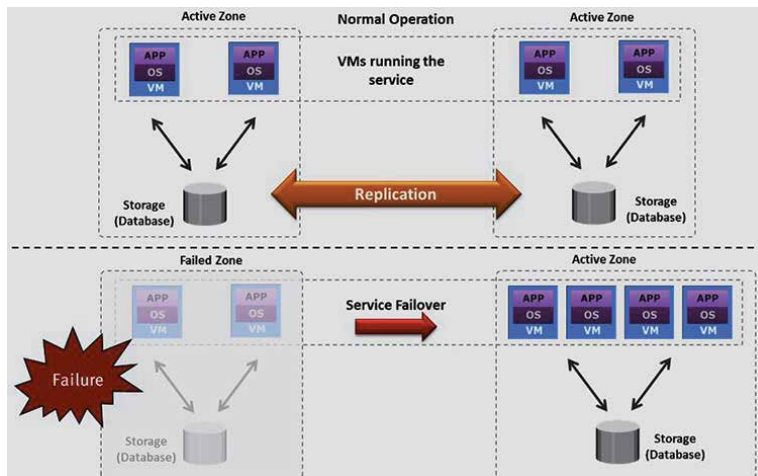 Active Zone
Normal Operation
Active Zone
APP
OS
VM
APP
OS
VM
VMs running the
service
APP
OS
VM
APP
OS
VM
Storage
(Database)
Replication
Storage
(Database)
Failed Zone
Active Zone
APP
OS
VM
APP
OS
VM
Service Failover
APP
OS
VM
APP
OS
VM
APP
OS
VM
APP
OS
VM
Failure
Storage
(Database)
Storage
(Database)